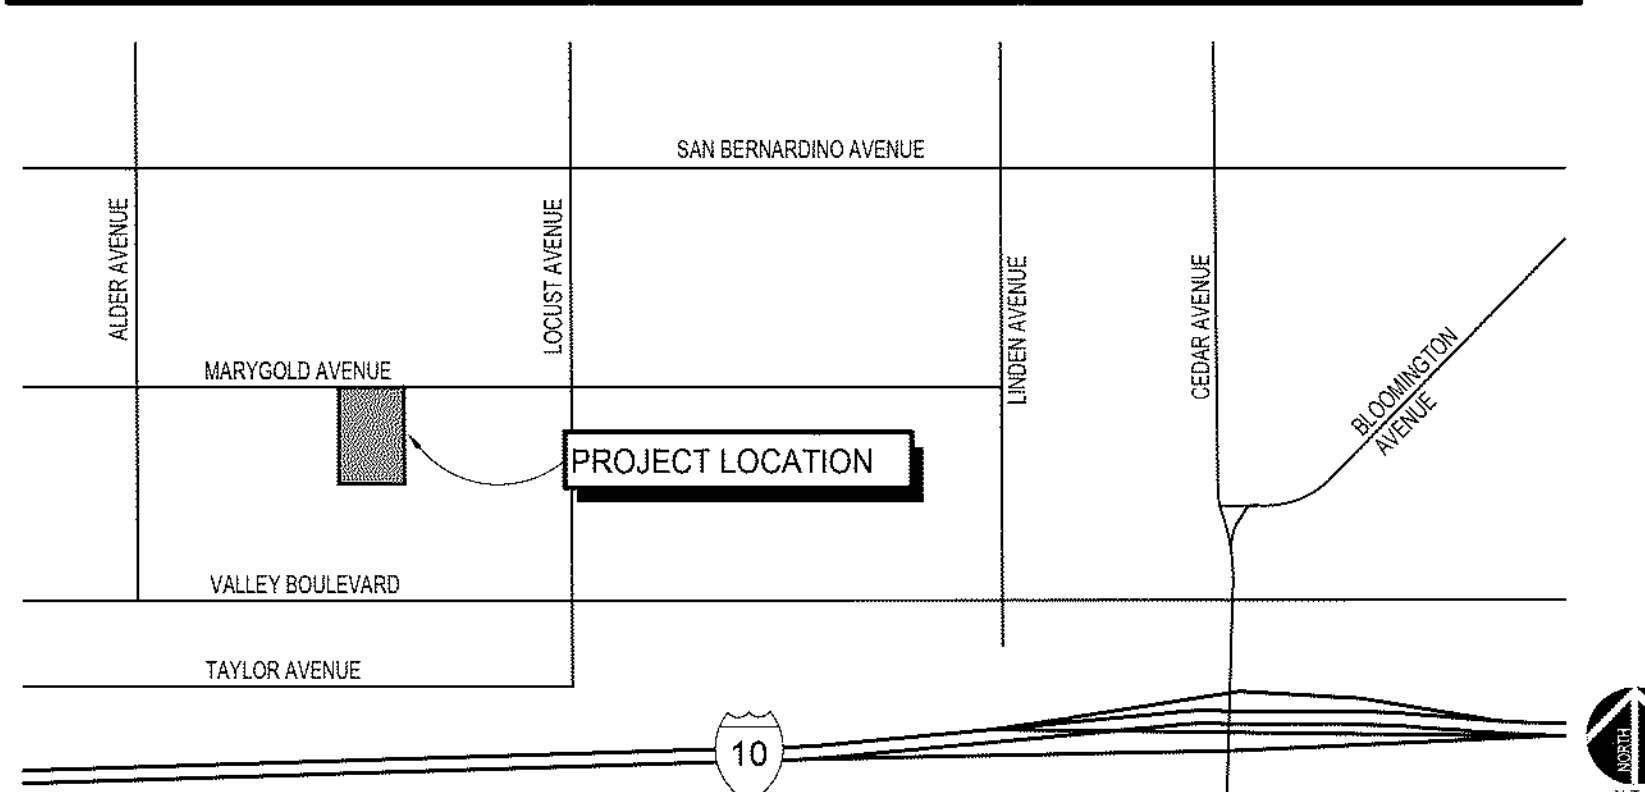 SAN BERNARDINO AVENUE
ALDER AVENUE
LOCUST AVENUE
LINDEN AVENUE
CEDAR AVENUE
BLOOMINGTON
AVENUE
MARYGOLD AVENUE
PROJECT LOCATION
VALLEY BOULEVARD
TAYLOR AVENUE
10
NORTH